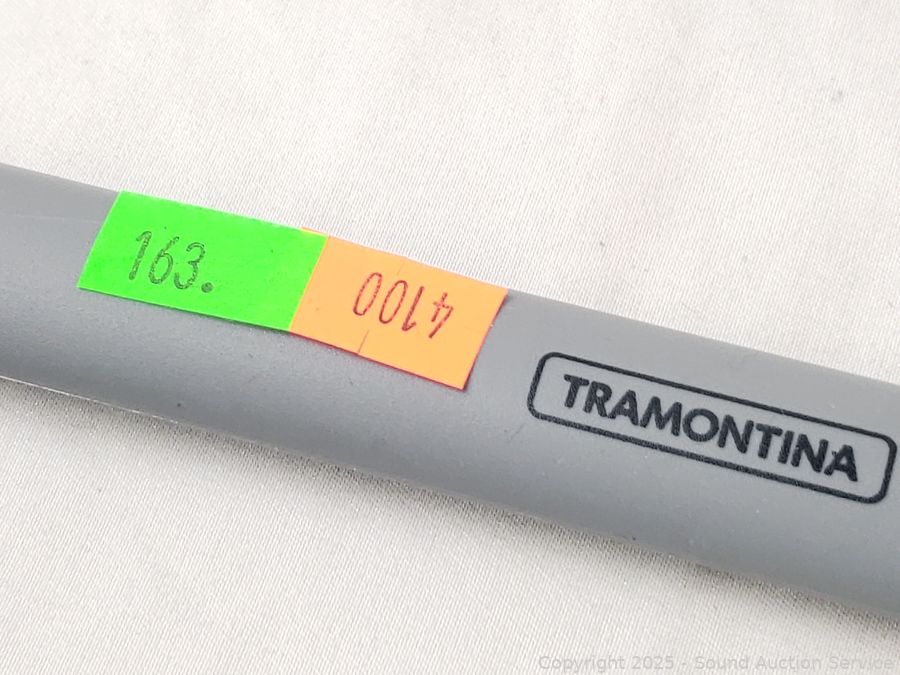 163.
4100
TRAMONTINA
Copyright 2025 - Sound Auction Service